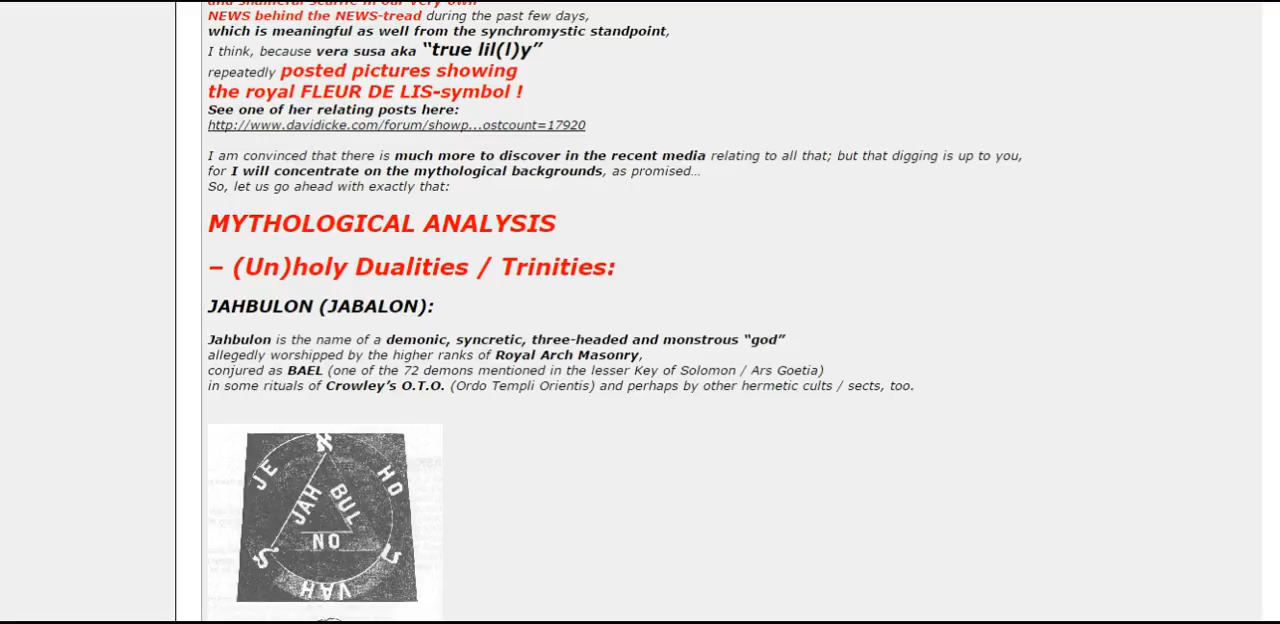 NEWS behind the NEWS-tread during the past few days,
which is meaningful as well from the synchromystic standpoint,
I think, because vera susa aka “true lil(l)y”
repeatedly posted pictures showing
the royal FLEUR DE LIS-symbol !
See one of her relating posts here:
http://www.davidicke.com/forum/showp...ostcount=17920
I am convinced that there is much more to discover in the recent media relating to all that; but that digging is up to you,
for I will concentrate on the mythological backgrounds, as promised…
So, let us go ahead with exactly that:
MYTHOLOGICAL ANALYSIS
– (Un)holy Dualities / Trinities:
JAHBULON (JABALON):
Jahbulon is the name of a demonic, syncretic, three-headed and monstrous “god”
allegedly worshipped by the higher ranks of Royal Arch Masonry,
conjured as BAEL (one of the 72 demons mentioned in the lesser Key of Solomon / Ars Goetia)
in some rituals of Crowley’s O.T.O. (Ordo Templi Orientis) and perhaps by other hermetic cults / sects, too.
JE
HO
VAH
JAH
BUL
NO